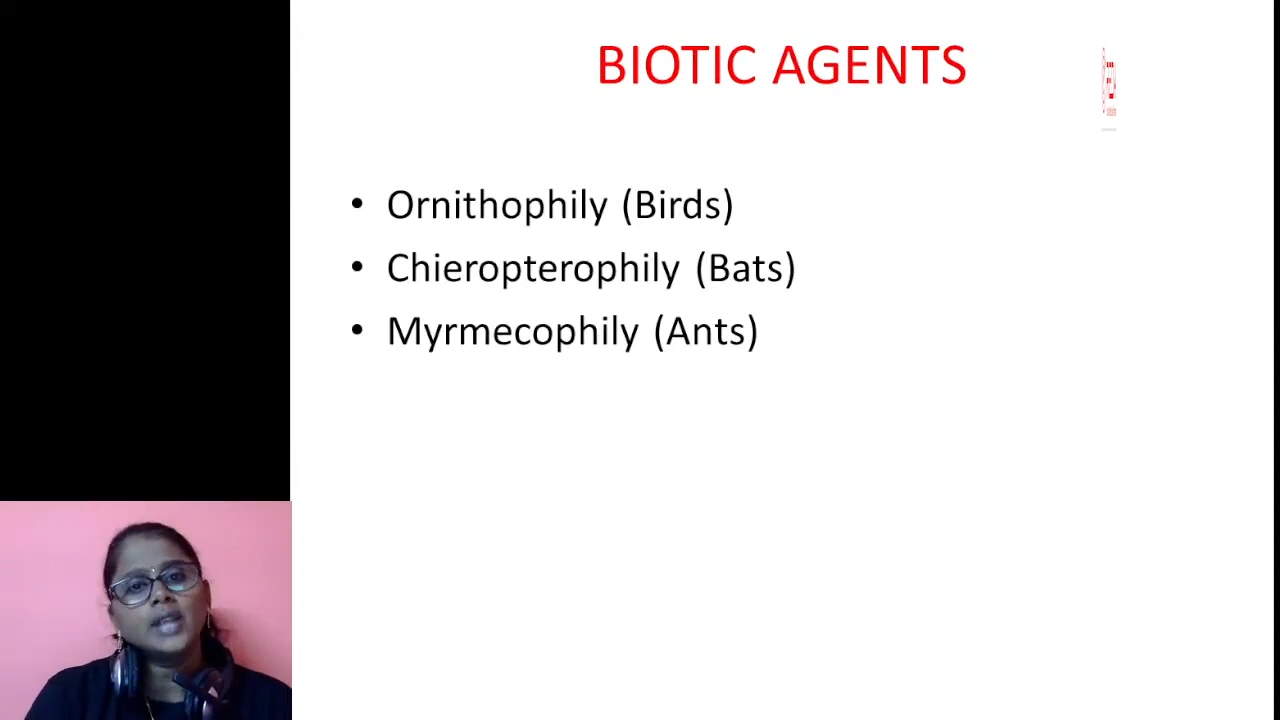 BIOTIC AGENTS
• Ornithophily (Birds)
• Chieropterophily (Bats)
• Myrmecophily (Ants)